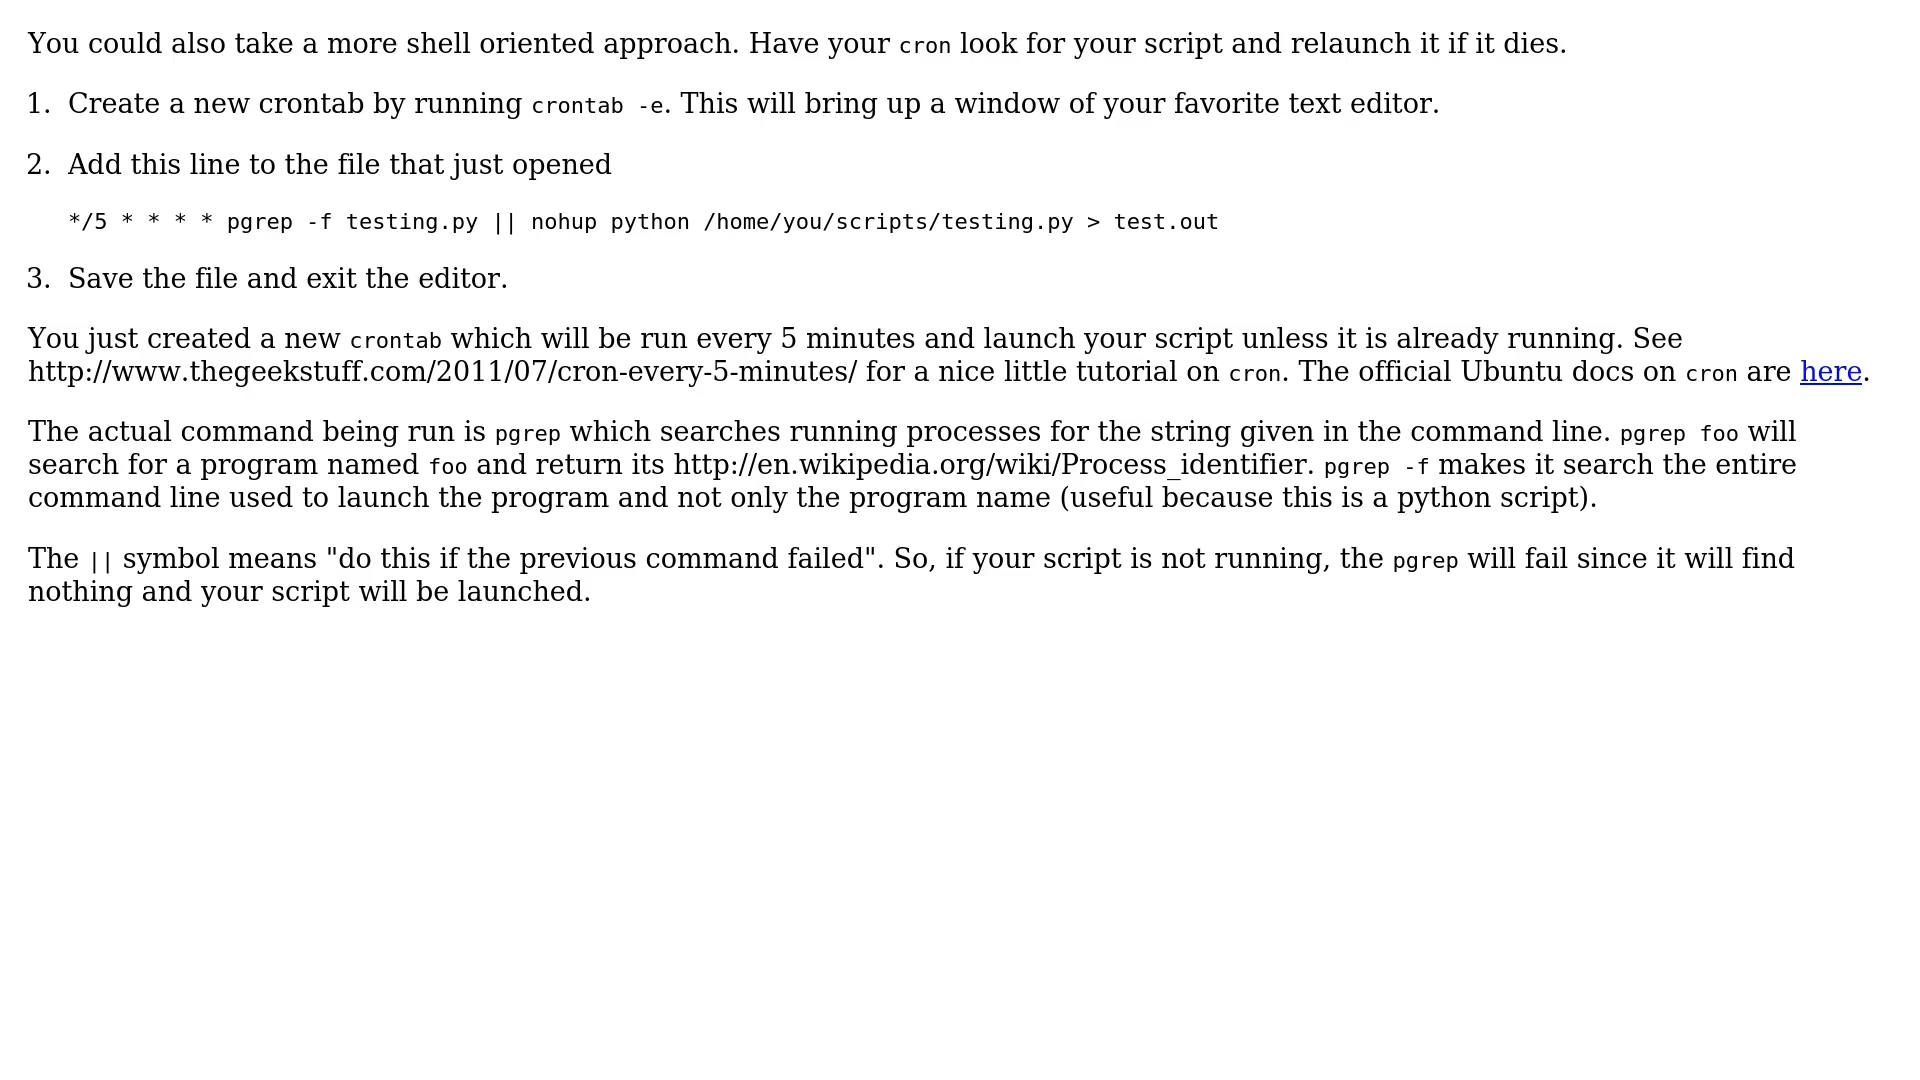 You could also take a more shell oriented approach. Have your cron look for your script and relaunch it if it dies.
1. Create a new crontab by running crontab -e. This will bring up a window of your favorite text editor.
2. Add this line to the file that just opened
*/5 * * * * pgrep -f testing.py || nohup python /home/you/scripts/testing.py > test.out
3. Save the file and exit the editor.
You just created a new crontab which will be run every 5 minutes and launch your script unless it is already running. See
http://www.thegeekstuff.com/2011/07/cron-every-5-minutes/ for a nice little tutorial on cron. The official Ubuntu docs on cron are here.
The actual command being run is pgrep which searches running processes for the string given in the command line. pgrep foo will
search for a program named foo and return its http://en.wikipedia.org/wiki/Process_identifier. pgrep -f makes it search the entire
command line used to launch the program and not only the program name (useful because this is a python script).
The || symbol means "do this if the previous command failed". So, if your script is not running, the pgrep will fail since it will find
nothing and your script will be launched.